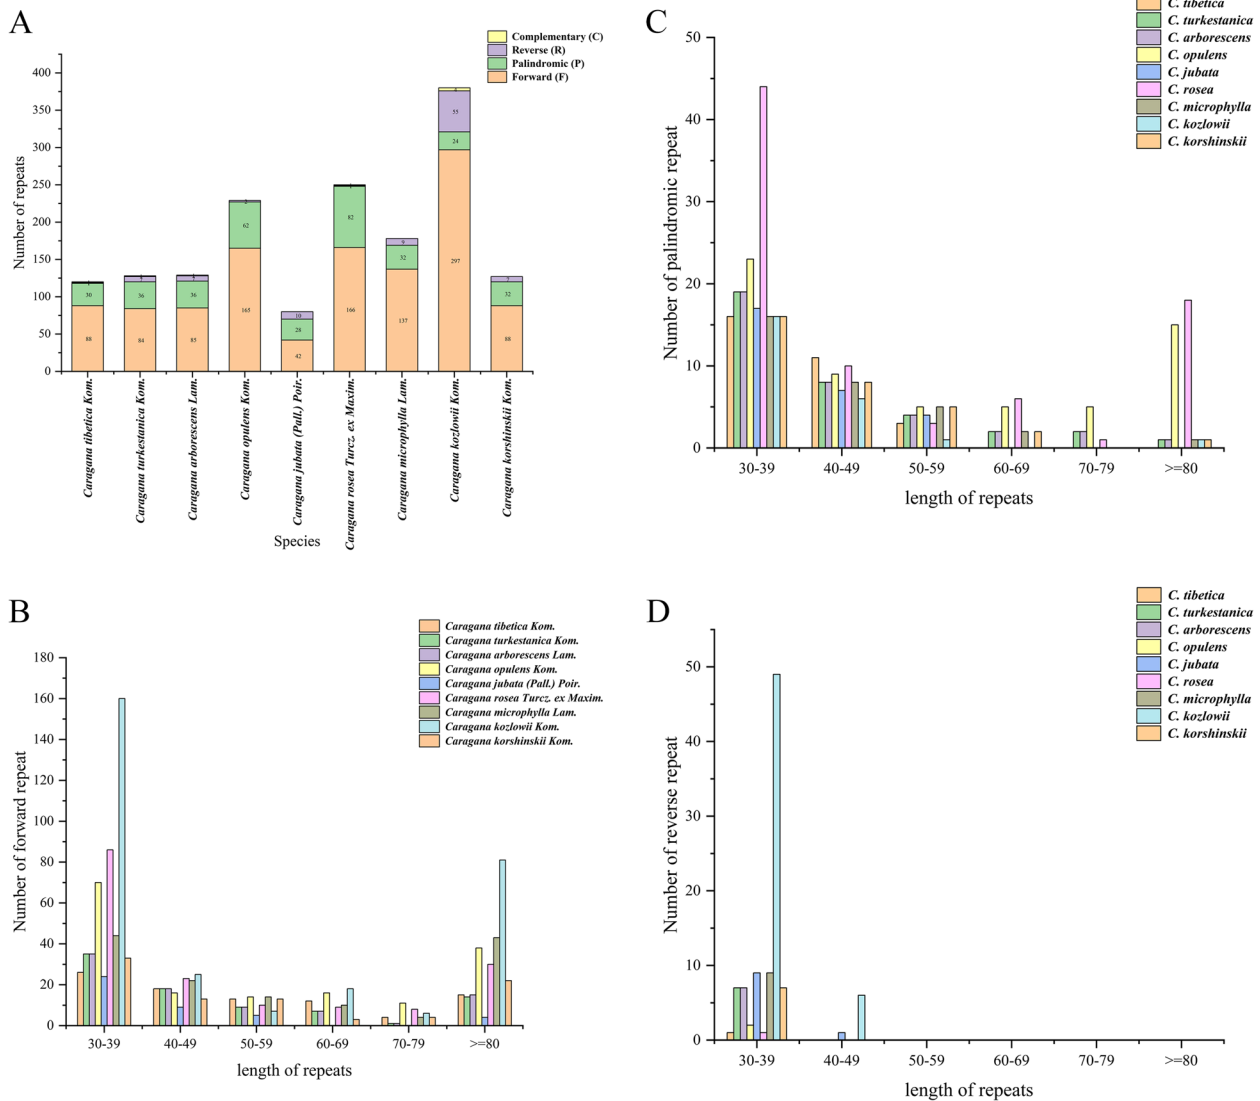 A
Complementary (C)
Reverse (R)
Palindromic (P)
Forward (F)
Number of repeats
400
350
300
250
200
150
100
50
0
88
30
84
36
85
36
165
62
2
42
28
10
166
82
137
32
9
297
24
55
88
32
7
Caragana tibetica Kom.
Caragana turkestanica Kom.
Caragana arborescens Lam.
Caragana opulens Kom.
Caragana jubata (Pall.) Poir.
Caragana rosea Turcz. ex Maxim.
Caragana microphylla Lam.
Caragana kozlowii Kom.
Caragana korshinskii Kom.
Species
C
C. tibetica
C. turkestanica
C. arborescens
C. opulens
C. jubata
C. rosea
C. microphylla
C. kozlowii
C. korshinskii
Number of palindromic repeat
50
40
30
20
10
0
30-39 40-49 50-59 60-69 70-79 >=80
length of repeats
B
Caragana tibetica Kom.
Caragana turkestanica Kom.
Caragana arborescens Lam.
Caragana opulens Kom.
Caragana jubata (Pall.) Poir.
Caragana rosea Turcz. ex Maxim.
Caragana microphylla Lam.
Caragana kozlowii Kom.
Caragana korshinskii Kom.
Number of forward repeat
180
160
140
120
100
80
60
40
20
0
30-39 40-49 50-59 60-69 70-79 >=80
length of repeats
D
C. tibetica
C. turkestanica
C. arborescens
C. opulens
C. jubata
C. rosea
C. microphylla
C. kozlowii
C. korshinskii
Number of reverse repeat
50
40
30
20
10
0
30-39 40-49 50-59 60-69 70-79 >=80
length of repeats